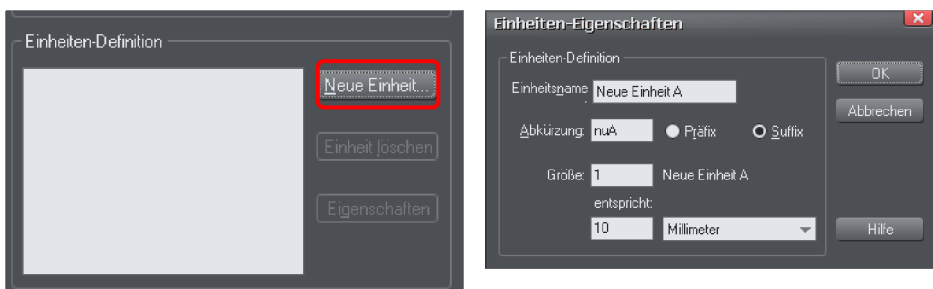 Einheiten-Definition
Neue Einheit...
Einheit löschen
Eigenschaften
Einheiten-Eigenschaften
Einheiten-Definition
Einheitsname
Neue Einheit A
OK
Abbrechen
Abkürzung: nuA Präfix Suffix
Größe: 1 Neue Einheit A
entspricht:
10 Millimeter
Hilfe